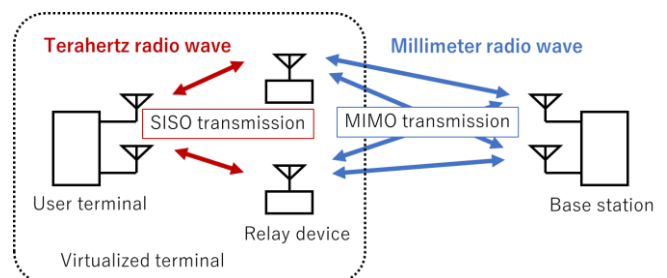 Terahertz radio wave
Millimeter radio wave
SISO transmission
MIMO transmission
User terminal
Relay device
Base station
Virtualized terminal